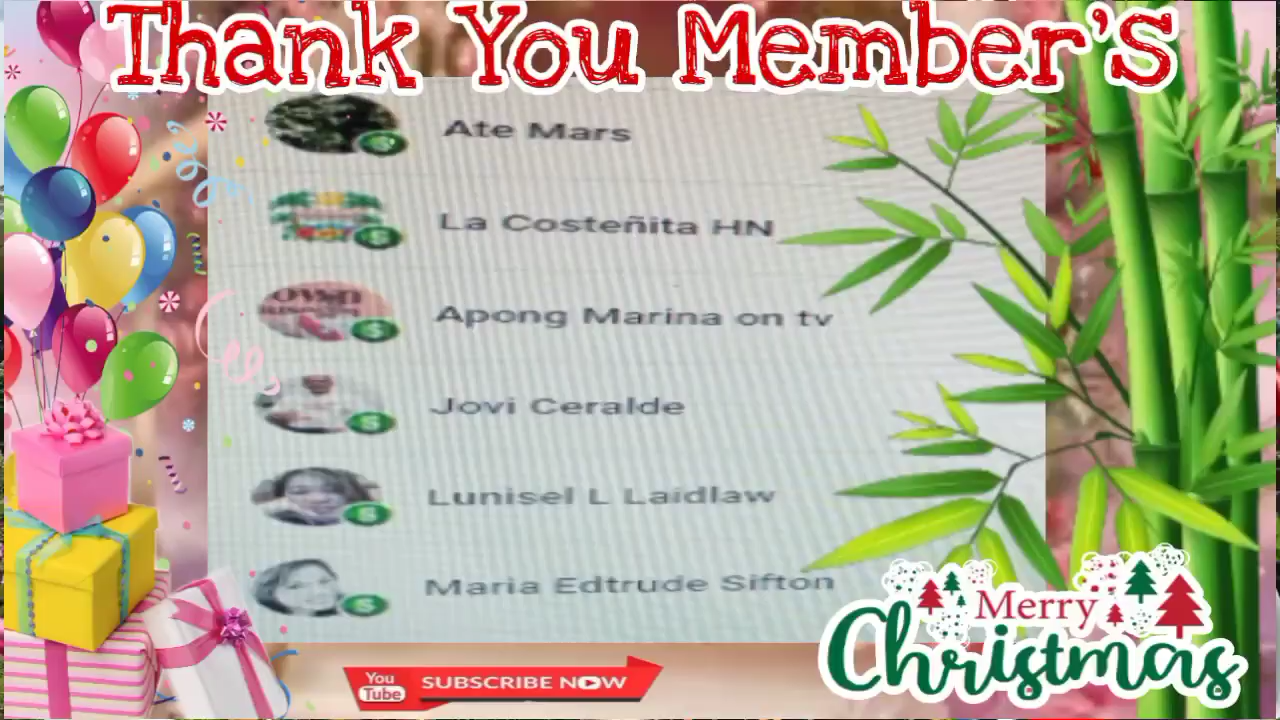 Thank You Member's
Ate Mars
La Costeñita HN
Apong Marina on tv
Jovi Ceralde
Lunisel L Laidlaw
Maria Edtrude Sifton
Merry
Christmas
You
Tube
SUBSCRIBE NOW